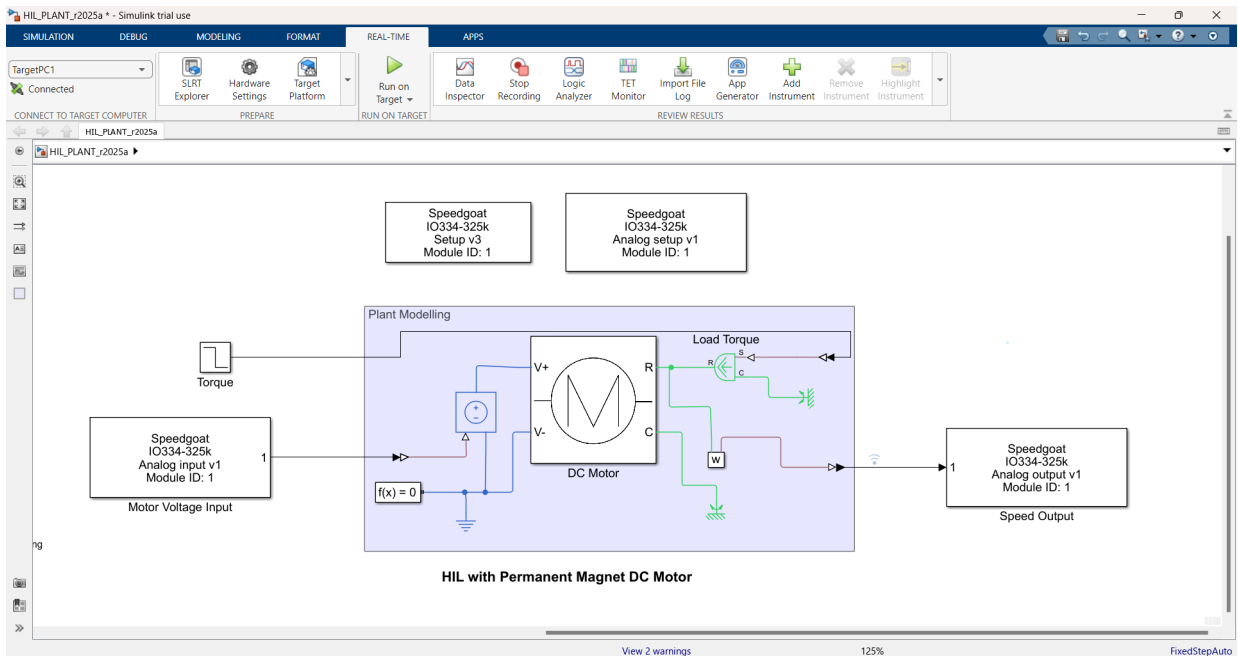 HIL_PLANT_r2025a * - Simulink trial use
SIMULATION
DEBUG
MODELING
FORMAT
REAL-TIME
APPS
TargetPC1
Connected
SLRT
Explorer
Hardware
Settings
Target
Platform
Run on
Target
Data
Inspector
Stop
Recording
Logic
Analyzer
TET
Monitor
Import File
Log
App
Generator
Add
Instrument
Remove
Instrument
Highlight
Instrument
CONNECT TO TARGET COMPUTER
PREPARE
RUN ON TARGET
REVIEW RESULTS
HIL_PLANT_r2025a
HIL_PLANT_r2025a
Speedgoat
IO334-325k
Setup v3
Module ID: 1
Speedgoat
IO334-325k
Analog setup v1
Module ID: 1
Plant Modelling
Torque
Load Torque
S
R
C
V+
V-
R
C
M
DC Motor
W
f(x) = 0
Speedgoat
IO334-325k
Analog input v1
Module ID: 1
1
Motor Voltage Input
1
Speedgoat
IO334-325k
Analog output v1
Module ID: 1
Speed Output
ng
HIL with Permanent Magnet DC Motor
View 2 warnings
125%
FixedStepAuto